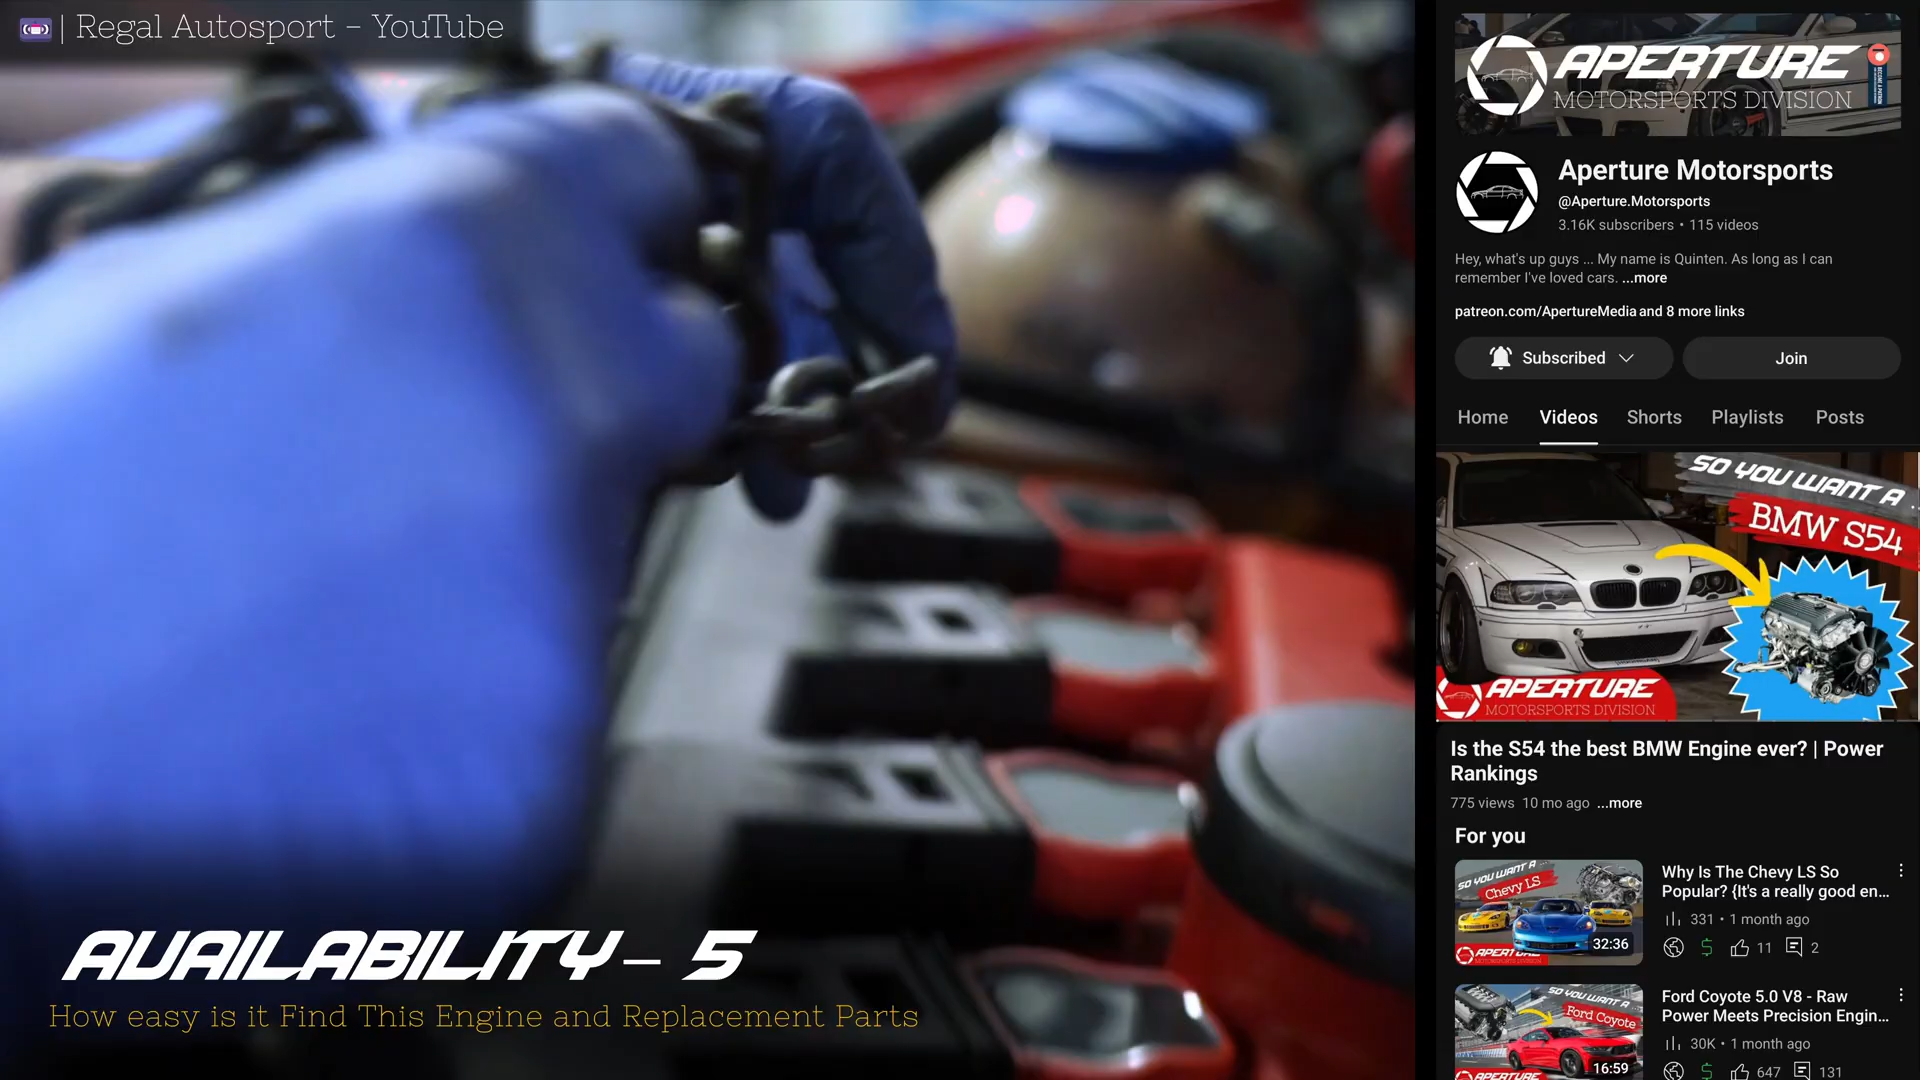 | Regal Autosport - YouTube
AVAILABILITY - 5
How easy is it Find This Engine and Replacement Parts
APERTURE
MOTORSPORTS DIVISION
BECOME A PATRON
Aperture Motorsports
@Aperture.Motorsports
3.16K subscribers • 115 videos
Hey, what's up guys ... My name is Quinten. As long as I can
remember I've loved cars. ...more
patreon.com/ApertureMedia and 8 more links
Subscribed
Join
Home Videos Shorts Playlists Posts
SO YOU WANT A ...
BMW S54
APERTURE
MOTORSPORTS DIVISION
Is the S54 the best BMW Engine ever? | Power
Rankings
775 views 10 mo ago ...more
For you
SO YOU WANT A ...
Chevy LS
APERTURE
MOTORSPORTS DIVISION
32:36
Why Is The Chevy LS So
Popular? {It's a really good en...
331 • 1 month ago
$ 11 2
SO YOU WANT A
Ford Coyote
APERTURE
16:59
Ford Coyote 5.0 V8 - Raw
Power Meets Precision Engin...
30K • 1 month ago
$ 647 131